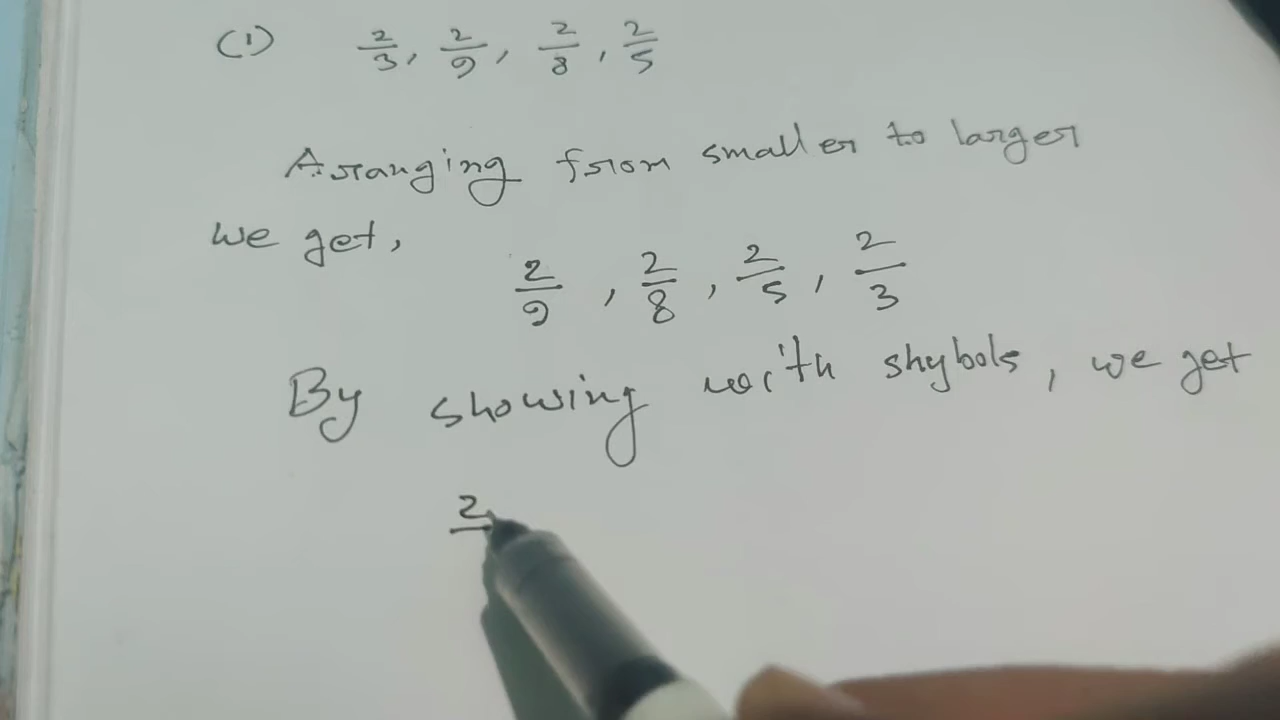 (1) 2/3, 2/9, 2/8, 2/5
Arranging from smaller to larger
we get,
2/9, 2/8, 2/5, 2/3
By showing with shybols, we get
2